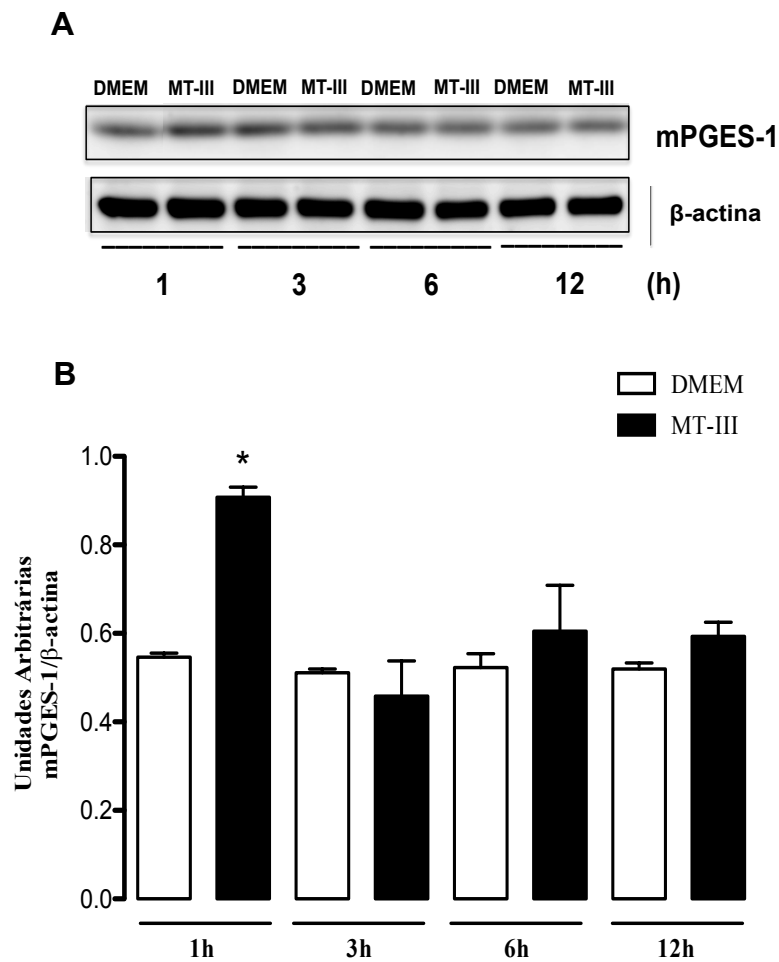 A
DMEM MT-III DMEM MT-III DMEM MT-III DMEM MT-III
mPGES-1
β-actina
1 3 6 12 (h)
B
DMEM
MT-III
1.0
0.8
0.6
0.4
0.2
0.0
Unidades Arbitrárias
mPGES-1/β-actina
*
1h 3h 6h 12h